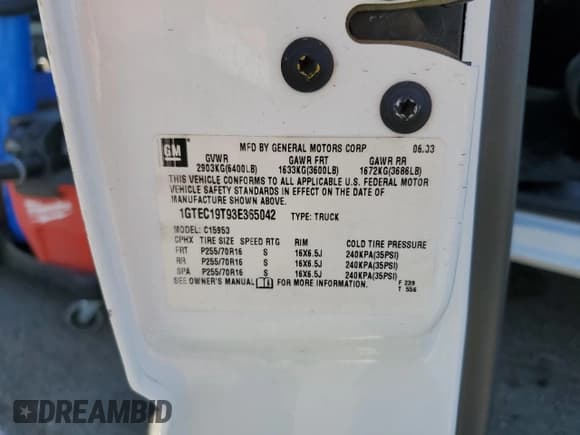 GM
MFD BY GENERAL MOTORS CORP 06/03
GVWR GAWR FRT GAWR RR
2903KG(6400LB) 1633KG(3600LB) 1672KG(3686LB)
THIS VEHICLE CONFORMS TO ALL APPLICABLE U.S. FEDERAL MOTOR
VEHICLE SAFETY STANDARDS IN EFFECT ON THE DATE OF
MANUFACTURE SHOWN ABOVE.
1GTEC19T93E365042 TYPE: TRUCK
MODEL: C15953
CPHX TIRE SIZE SPEED RTG RIM COLD TIRE PRESSURE
FRT P255/70R16 S 16X6.5J 240KPA(35PSI)
RR P255/70R16 S 16X6.5J 240KPA(35PSI)
SPA P255/70R16 S 16X6.5J 240KPA(35PSI)
SEE OWNER'S MANUAL FOR MORE INFORMATION.
F 239
T 556
DREAMBID